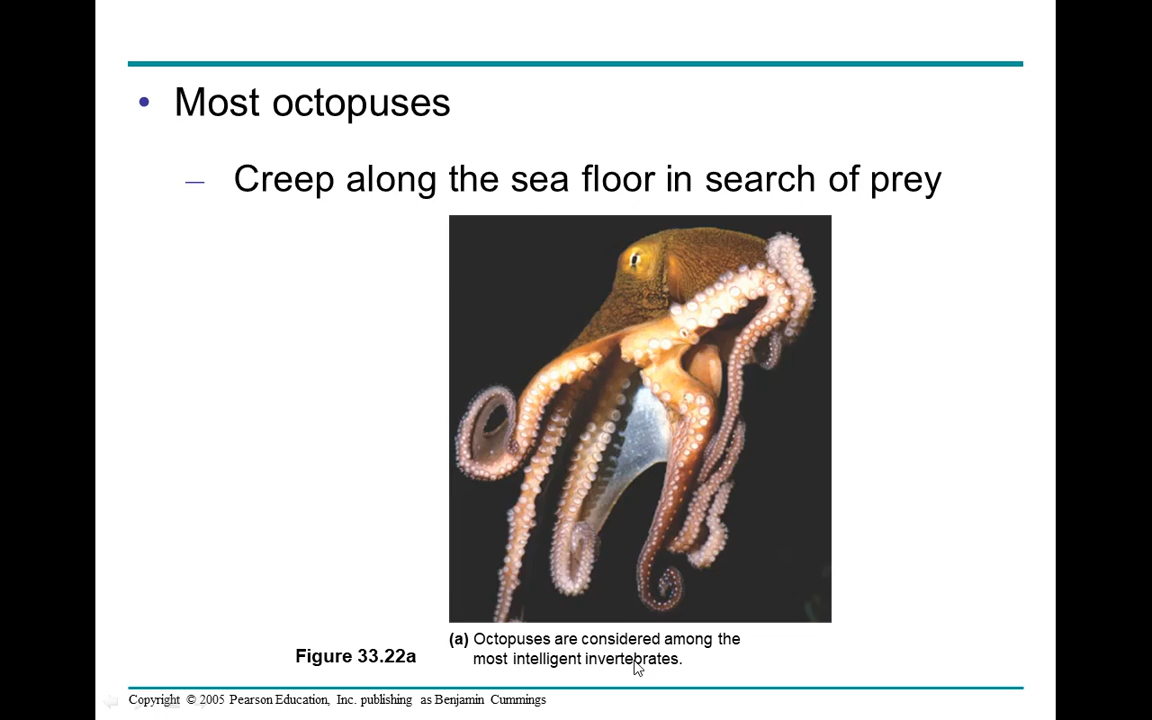 • Most octopuses
– Creep along the sea floor in search of prey
(a) Octopuses are considered among the
most intelligent invertebrates.
Figure 33.22a
Copyright © 2005 Pearson Education, Inc. publishing as Benjamin Cummings